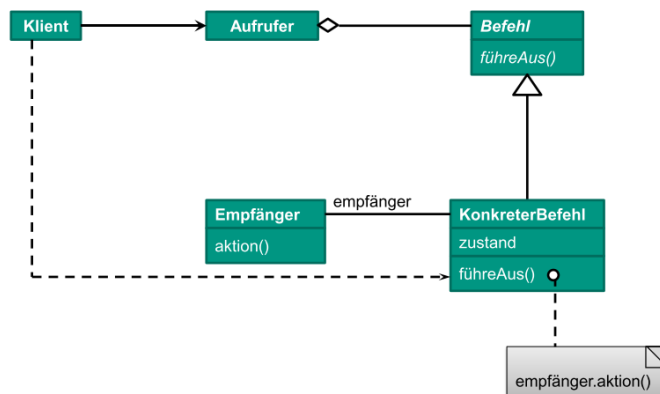 Klient
Aufrufer
Befehl
führeAus()
empfänger
Empfänger
aktion()
KonkreterBefehl
zustand
führeAus()
empfänger.aktion()